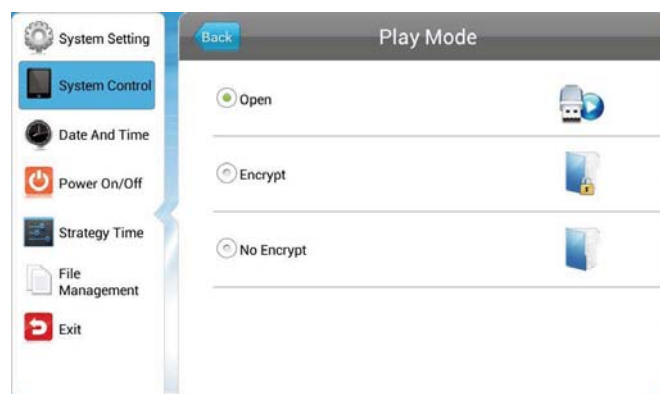 System Setting
System Control
Date And Time
Power On/Off
Strategy Time
File
Management
Exit
Back
Play Mode
Open
Encrypt
No Encrypt